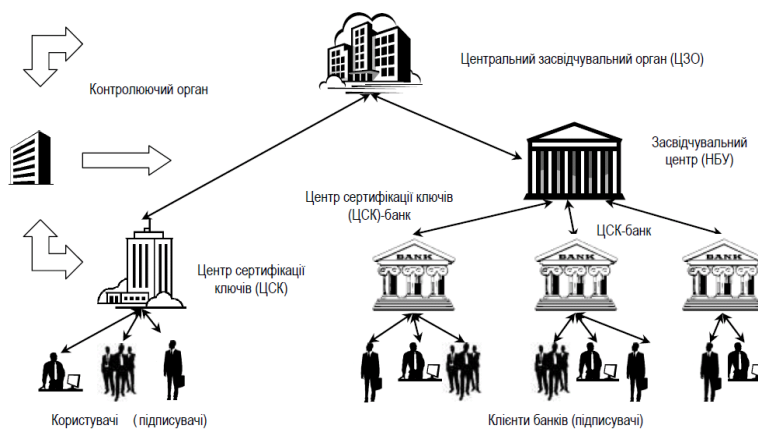 Центральний засвідчувальний орган (ЦЗО)
Контролюючий орган
Засвідчувальний
центр (НБУ)
Центр сертифікації ключів
(ЦСК)-банк
ЦСК-банк
BANK
BANK
BANK
Центр сертифікації
ключів (ЦСК)
Користувачі (підписувачі)
Клієнти банків (підписувачі)